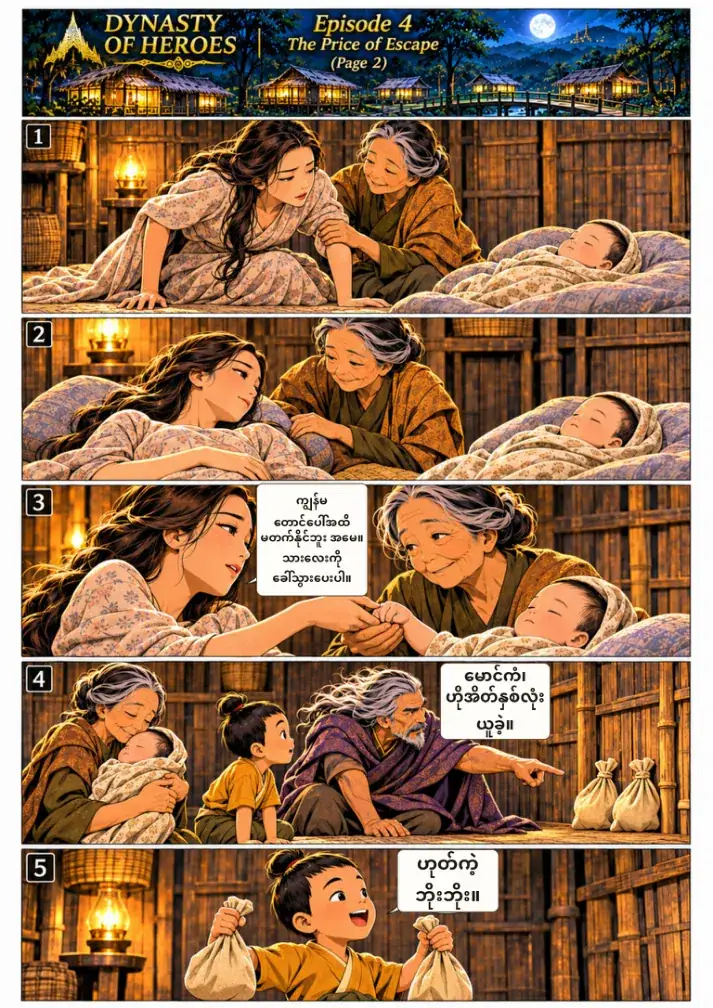 DYNASTY
OF HEROES
Episode 4
The Price of Escape
(Page 2)
1
2
3
ကျွန်မ
တောင်ပေါ်အထိ
မတက်နိုင်ဘူး အမေ။
သားလေးကို
ခေါ်သွားပေးပါ။
4
မောင်ကံ၊
ဟိုအိတ်နှစ်လုံး
ယူခဲ့။
5
ဟုတ်ကဲ့
ဘိုးဘိုး။